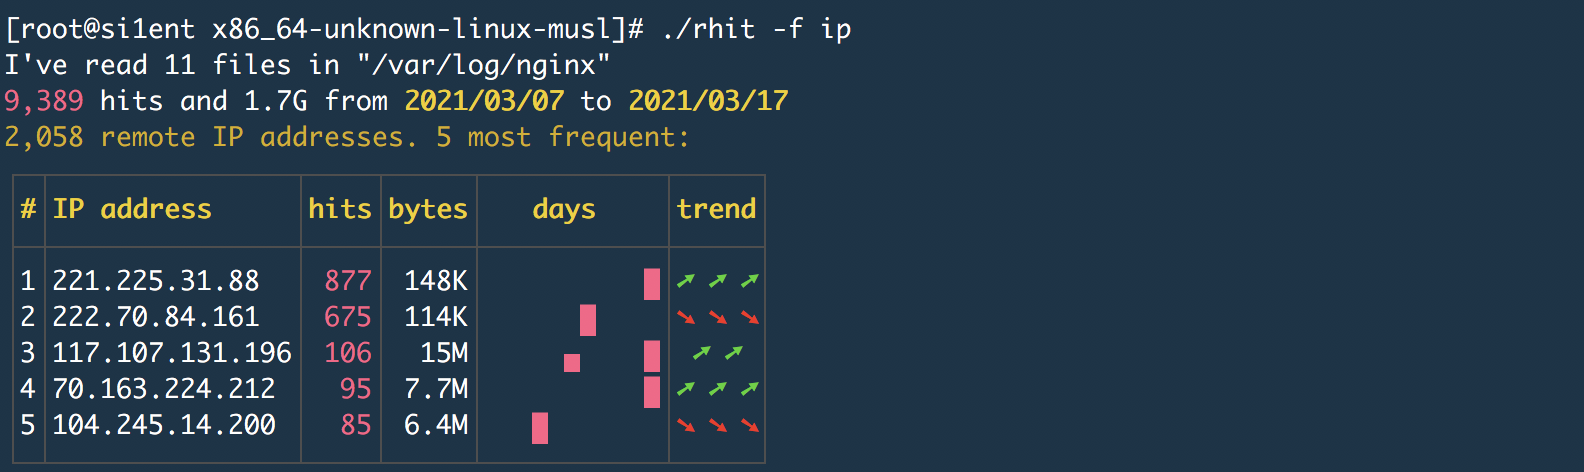 [root@si1ent x86_64-unknown-linux-musl]# ./rhit -f ip
I've read 11 files in "/var/log/nginx"
9,389 hits and 1.7G from 2021/03/07 to 2021/03/17
2,058 remote IP addresses. 5 most frequent:
# IP address hits bytes days trend
1 221.225.31.88 877 148K
2 222.70.84.161 675 114K
3 117.107.131.196 106 15M
4 70.163.224.212 95 7.7M
5 104.245.14.200 85 6.4M